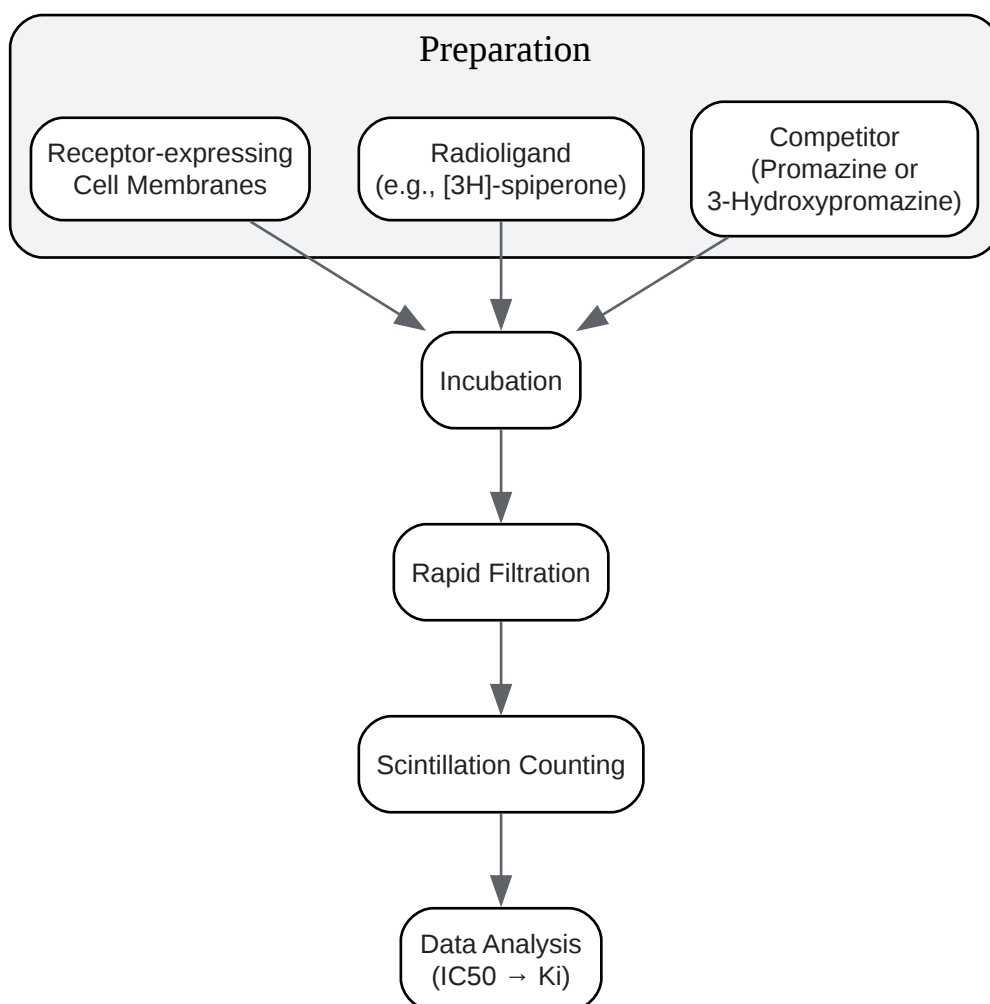 Preparation
Receptor-expressing
Cell Membranes
Radioligand
(e.g., [3H]-spiperone)
Competitor
(Promazine or
3-Hydroxypromazine)
Incubation
Rapid Filtration
Scintillation Counting
Data Analysis
(IC50 → Ki)